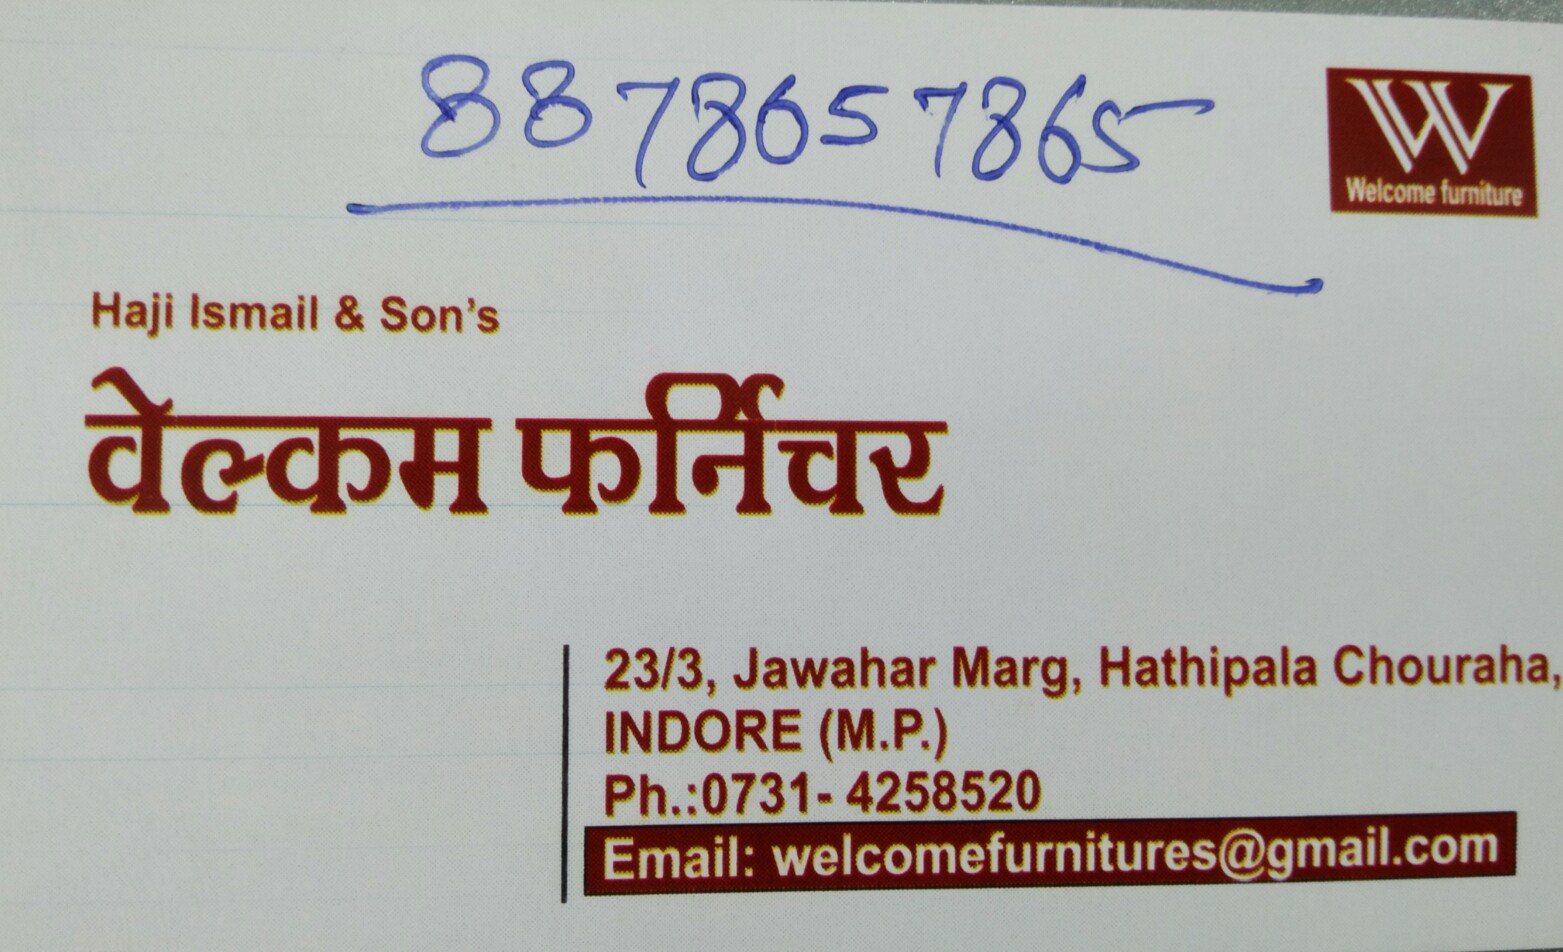 8878657865
W
Welcome furniture
Haji Ismail & Son's
वेल्कम फर्निचर
23/3, Jawahar Marg, Hathipala Chouraha,
INDORE (M.P.)
Ph.:0731- 4258520
Email: welcomefurnitures@gmail.com